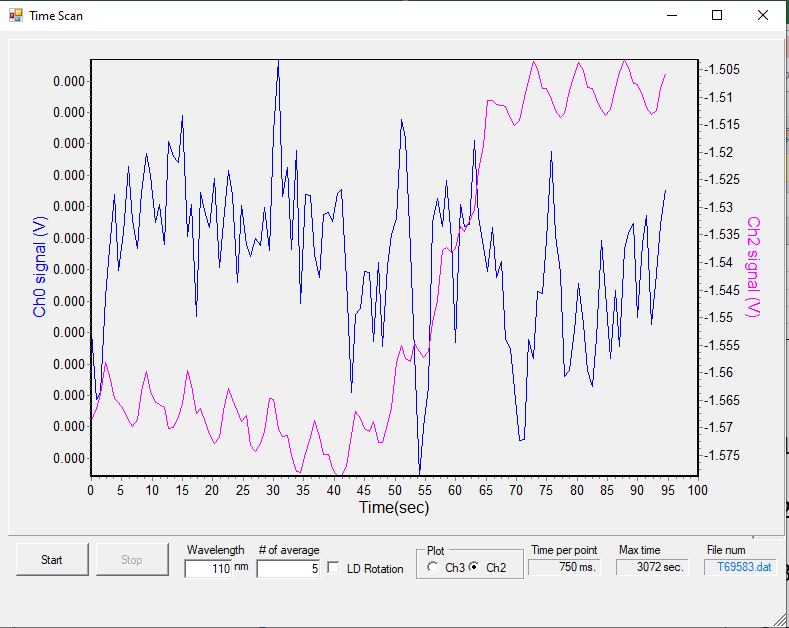 Time Scan
0.000
0.000
0.000
0.000
0.000
0.000
0.000
0.000
0.000
0.000
0.000
0.000
0.000
Ch0 signal (V)
-1.505
-1.51
-1.515
-1.52
-1.525
-1.53
-1.535
-1.54
-1.545
-1.55
-1.555
-1.56
-1.565
-1.57
-1.575
Ch2 signal (V)
0 5 10 15 20 25 30 35 40 45 50 55 60 65 70 75 80 85 90 95 100
Time(sec)
Start
Stop
Wavelength
110 nm
# of average
5
LD Rotation
Plot
Ch3 Ch2
Time per point
750 ms.
Max time
3072 sec.
File num
T69583.dat